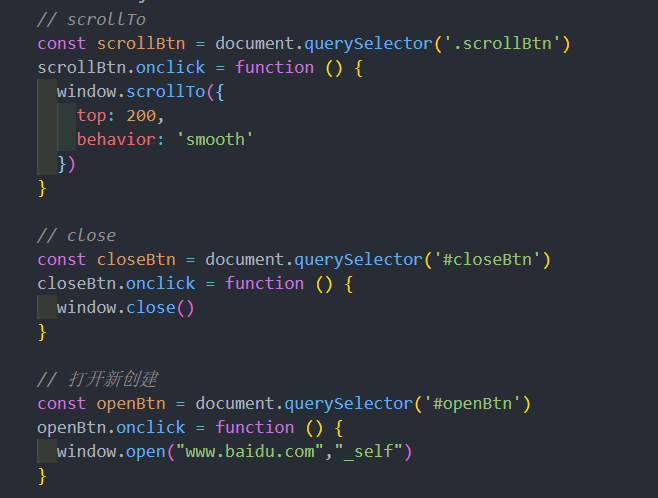 // scrollTo
const scrollBtn = document.querySelector('.scrollBtn')
scrollBtn.onclick = function () {
window.scrollTo({
top: 200,
behavior: 'smooth'
})
}
// close
const closeBtn = document.querySelector('#closeBtn')
closeBtn.onclick = function () {
window.close()
}
// 打开新创建
const openBtn = document.querySelector('#openBtn')
openBtn.onclick = function () {
window.open("www.baidu.com","_self")
}